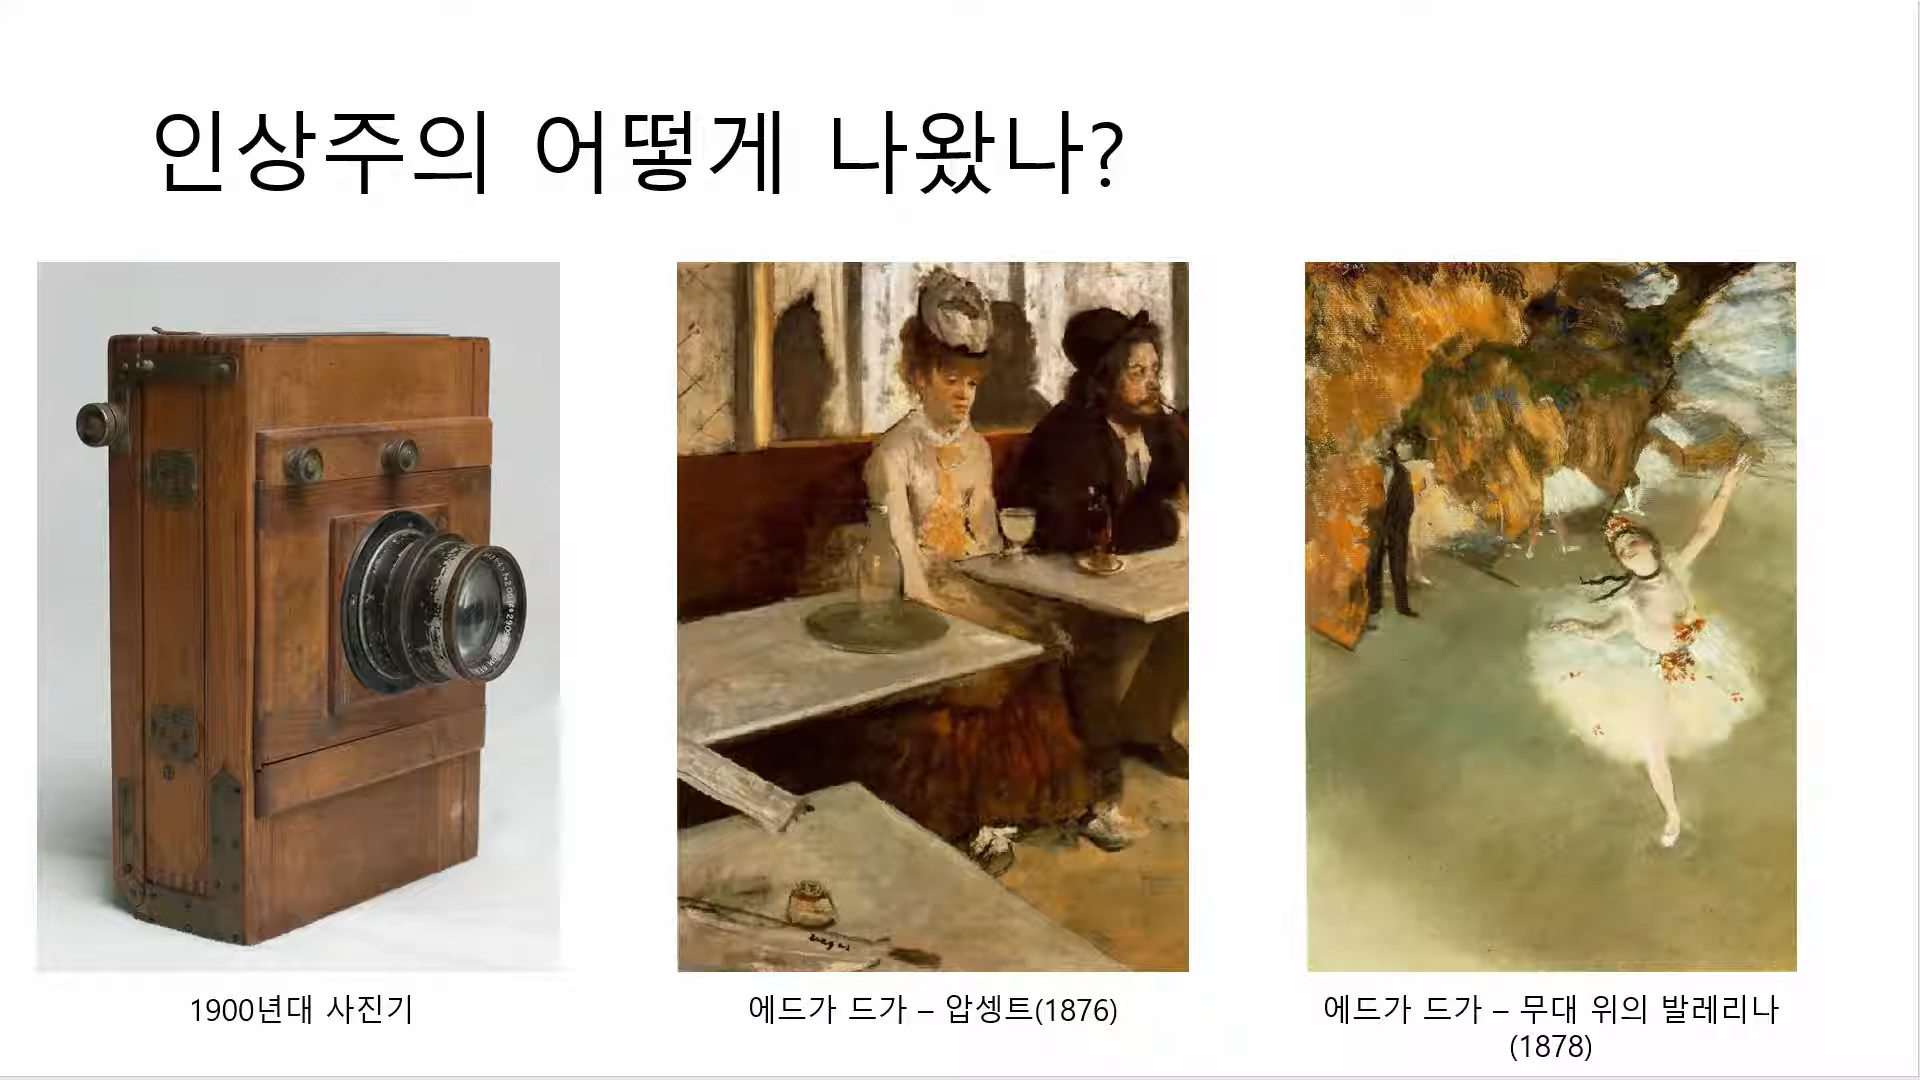 인상주의 어떻게 나왔나?
1900년대 사진기
에드가 드가 – 압셍트(1876)
에드가 드가 – 무대 위의 발레리나
(1878)